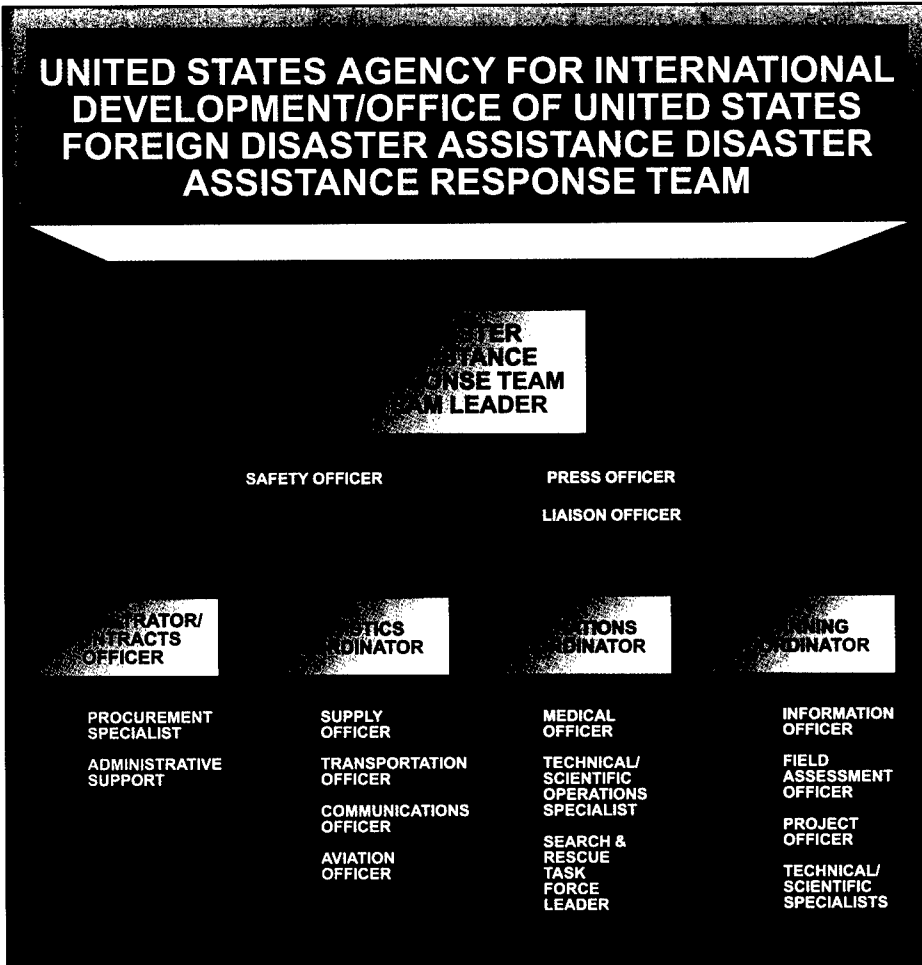 UNITED STATES AGENCY FOR INTERNATIONAL
DEVELOPMENT/OFFICE OF UNITED STATES
FOREIGN DISASTER ASSISTANCE DISASTER
ASSISTANCE RESPONSE TEAM
TEAM
LEADER
SAFETY OFFICER
PRESS OFFICER
LIAISON OFFICER
OFFICER
PROCUREMENT
SPECIALIST
ADMINISTRATIVE
SUPPORT
SUPPLY
OFFICER
TRANSPORTATION
OFFICER
COMMUNICATIONS
OFFICER
AVIATION
OFFICER
MEDICAL
OFFICER
TECHNICAL/
SCIENTIFIC
OPERATIONS
SPECIALIST
SEARCH &
RESCUE
TASK
FORCE
LEADER
INFORMATION
OFFICER
FIELD
ASSESSMENT
OFFICER
PROJECT
OFFICER
TECHNICAL/
SCIENTIFIC
SPECIALISTS